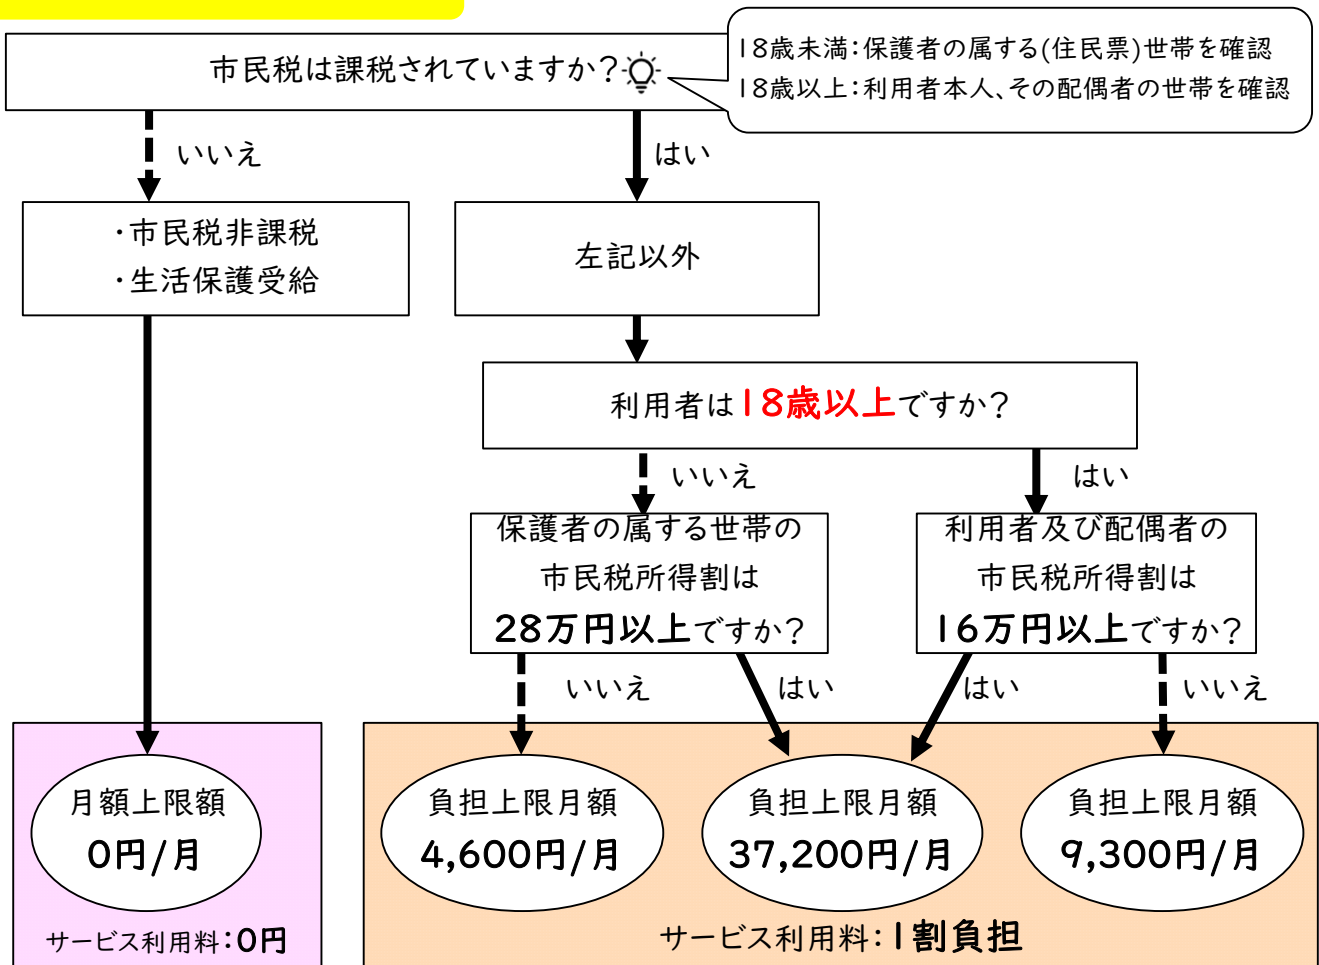 市民税は課税されていますか?
18歳未満：保護者の属する(住民票)世帯を確認
18歳以上：利用者本人、その配偶者の世帯を確認
いいえ
はい
・市民税非課税
・生活保護受給
左記以外
利用者は18歳以上ですか?
いいえ
はい
保護者の属する世帯の
市民税所得割は
28万円以上ですか?
利用者及び配偶者の
市民税所得割は
16万円以上ですか?
いいえ
はい
はい
いいえ
月額上限額
0円/月
サービス利用料：0円
負担上限月額
4,600円/月
負担上限月額
37,200円/月
負担上限月額
9,300円/月
サービス利用料：1割負担